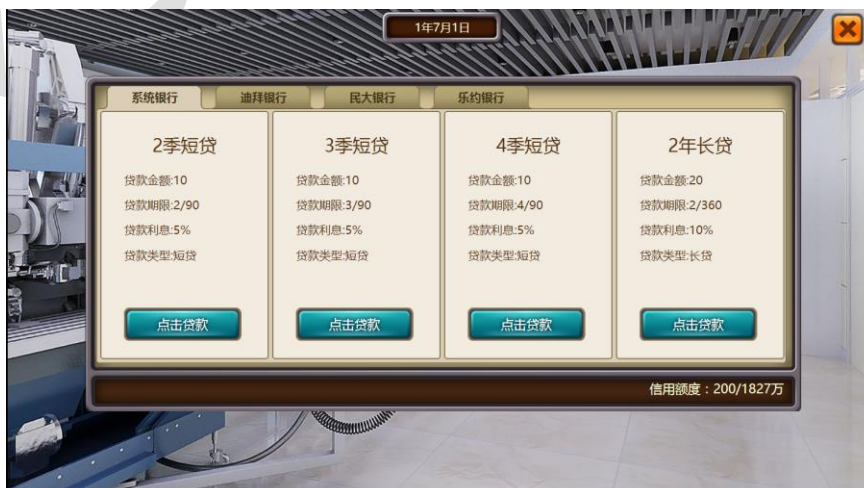 1年7月1日
系统银行 迪拜银行 民大银行 乐约银行
2季短贷
贷款金额:10
贷款期限:2/90
贷款利息:5%
贷款类型:短贷
点击贷款
3季短贷
贷款金额:10
贷款期限:3/90
贷款利息:5%
贷款类型:短贷
点击贷款
4季短贷
贷款金额:10
贷款期限:4/90
贷款利息:5%
贷款类型:短贷
点击贷款
2年长贷
贷款金额:20
贷款期限:2/360
贷款利息:10%
贷款类型:长贷
点击贷款
信用额度：200/1827万